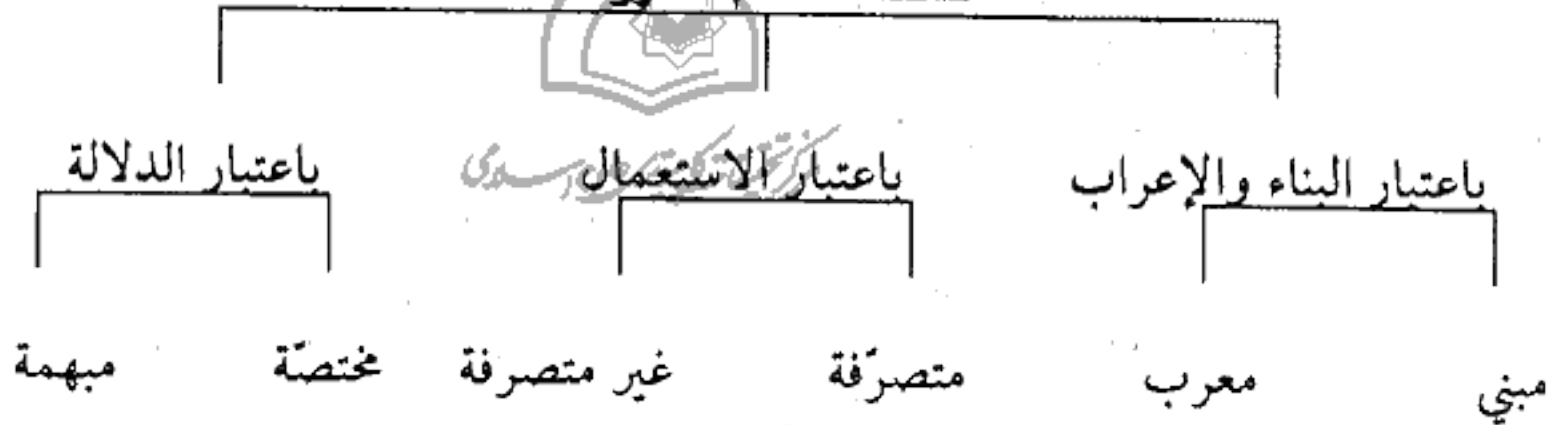 باعتبار البناء والإعراب باعتبار الاستعمال باعتبار الدلالة
مبني معرب متصرّفة غير متصرفة مختصّة مبهمة